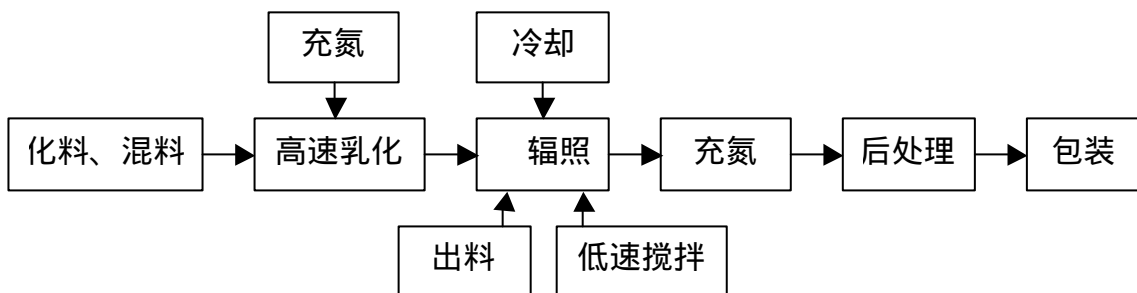 充氮
冷却
化料、混料
高速乳化
辐照
充氮
后处理
包装
出料
低速搅拌